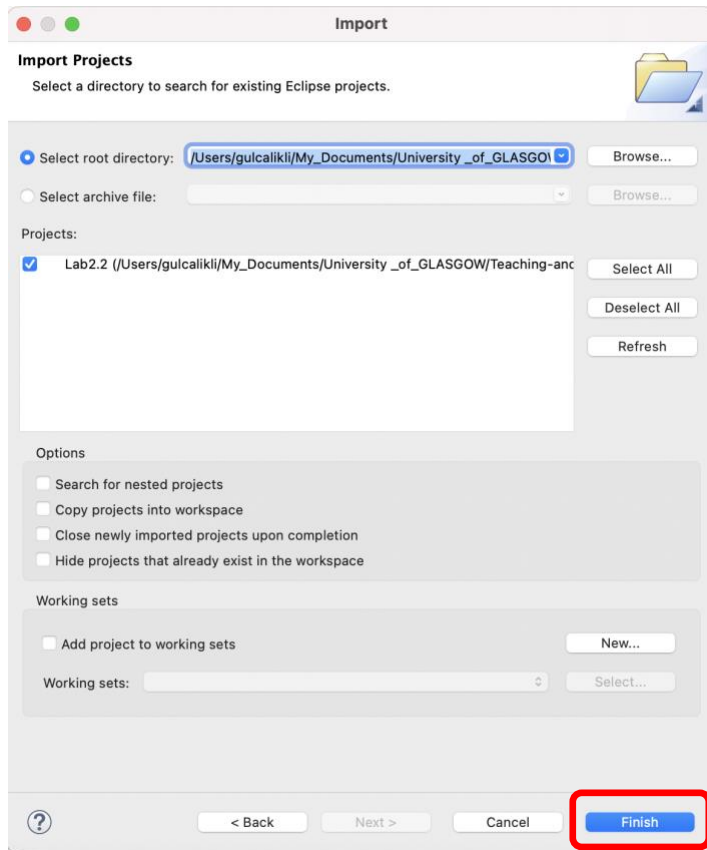 Import
Import Projects
Select a directory to search for existing Eclipse projects.
Select root directory: /Users/gulcalikli/My_Documents/University _of_GLASGO Browse...
Select archive file: Browse...
Projects:
Lab2.2 (/Users/gulcalikli/My_Documents/University _of_GLASGOW/Teaching-and Select All
Deselect All
Refresh
Options
Search for nested projects
Copy projects into workspace
Close newly imported projects upon completion
Hide projects that already exist in the workspace
Working sets
Add project to working sets New...
Working sets: Select...
? < Back Next > Cancel Finish